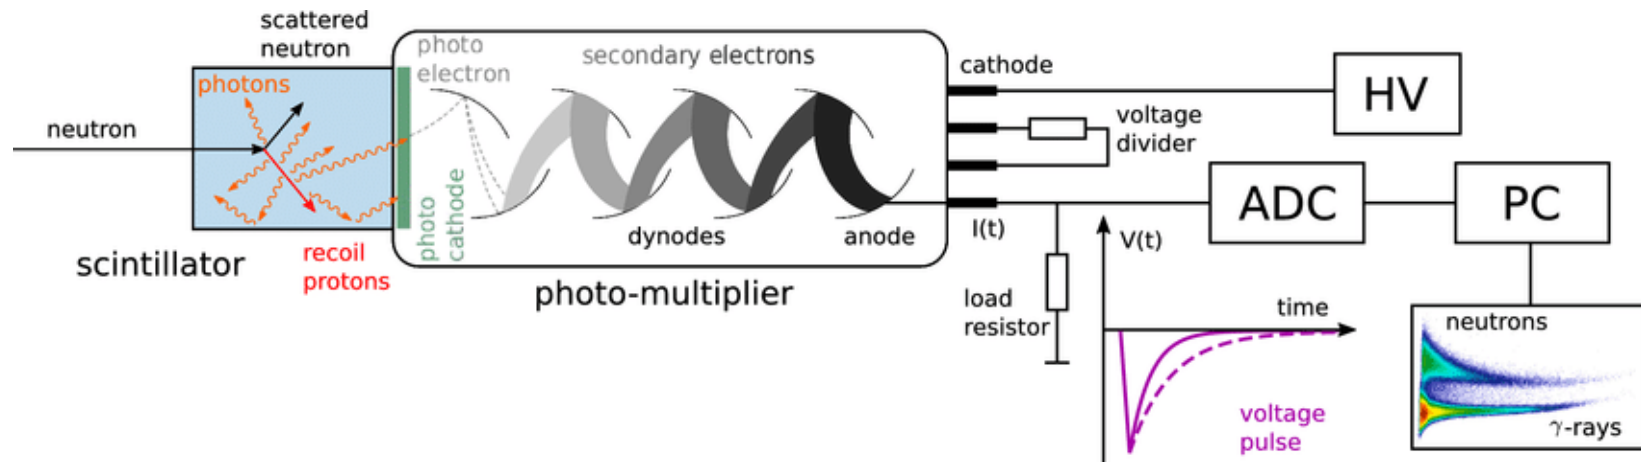 scattered
neutron
photons
neutron
scintillator
recoil
protons
photo
electron
secondary electrons
photo
cathode
dynodes
anode
photo-multiplier
cathode
HV
voltage
divider
I(t)
load
resistor
V(t)
time
voltage
pulse
ADC
PC
neutrons
γ-rays